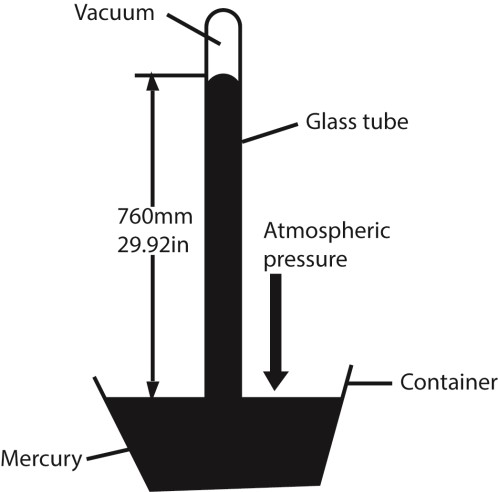 Vacuum
Glass tube
760mm
29.92in
Atmospheric
pressure
Container
Mercury